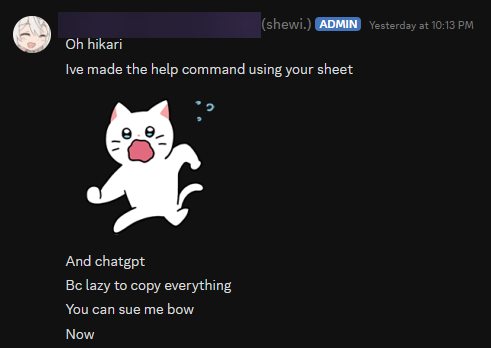 (shewi.) ADMIN Yesterday at 10:13 PM
Oh hikari
Ive made the help command using your sheet
And chatgpt
Bc lazy to copy everything
You can sue me bow
Now